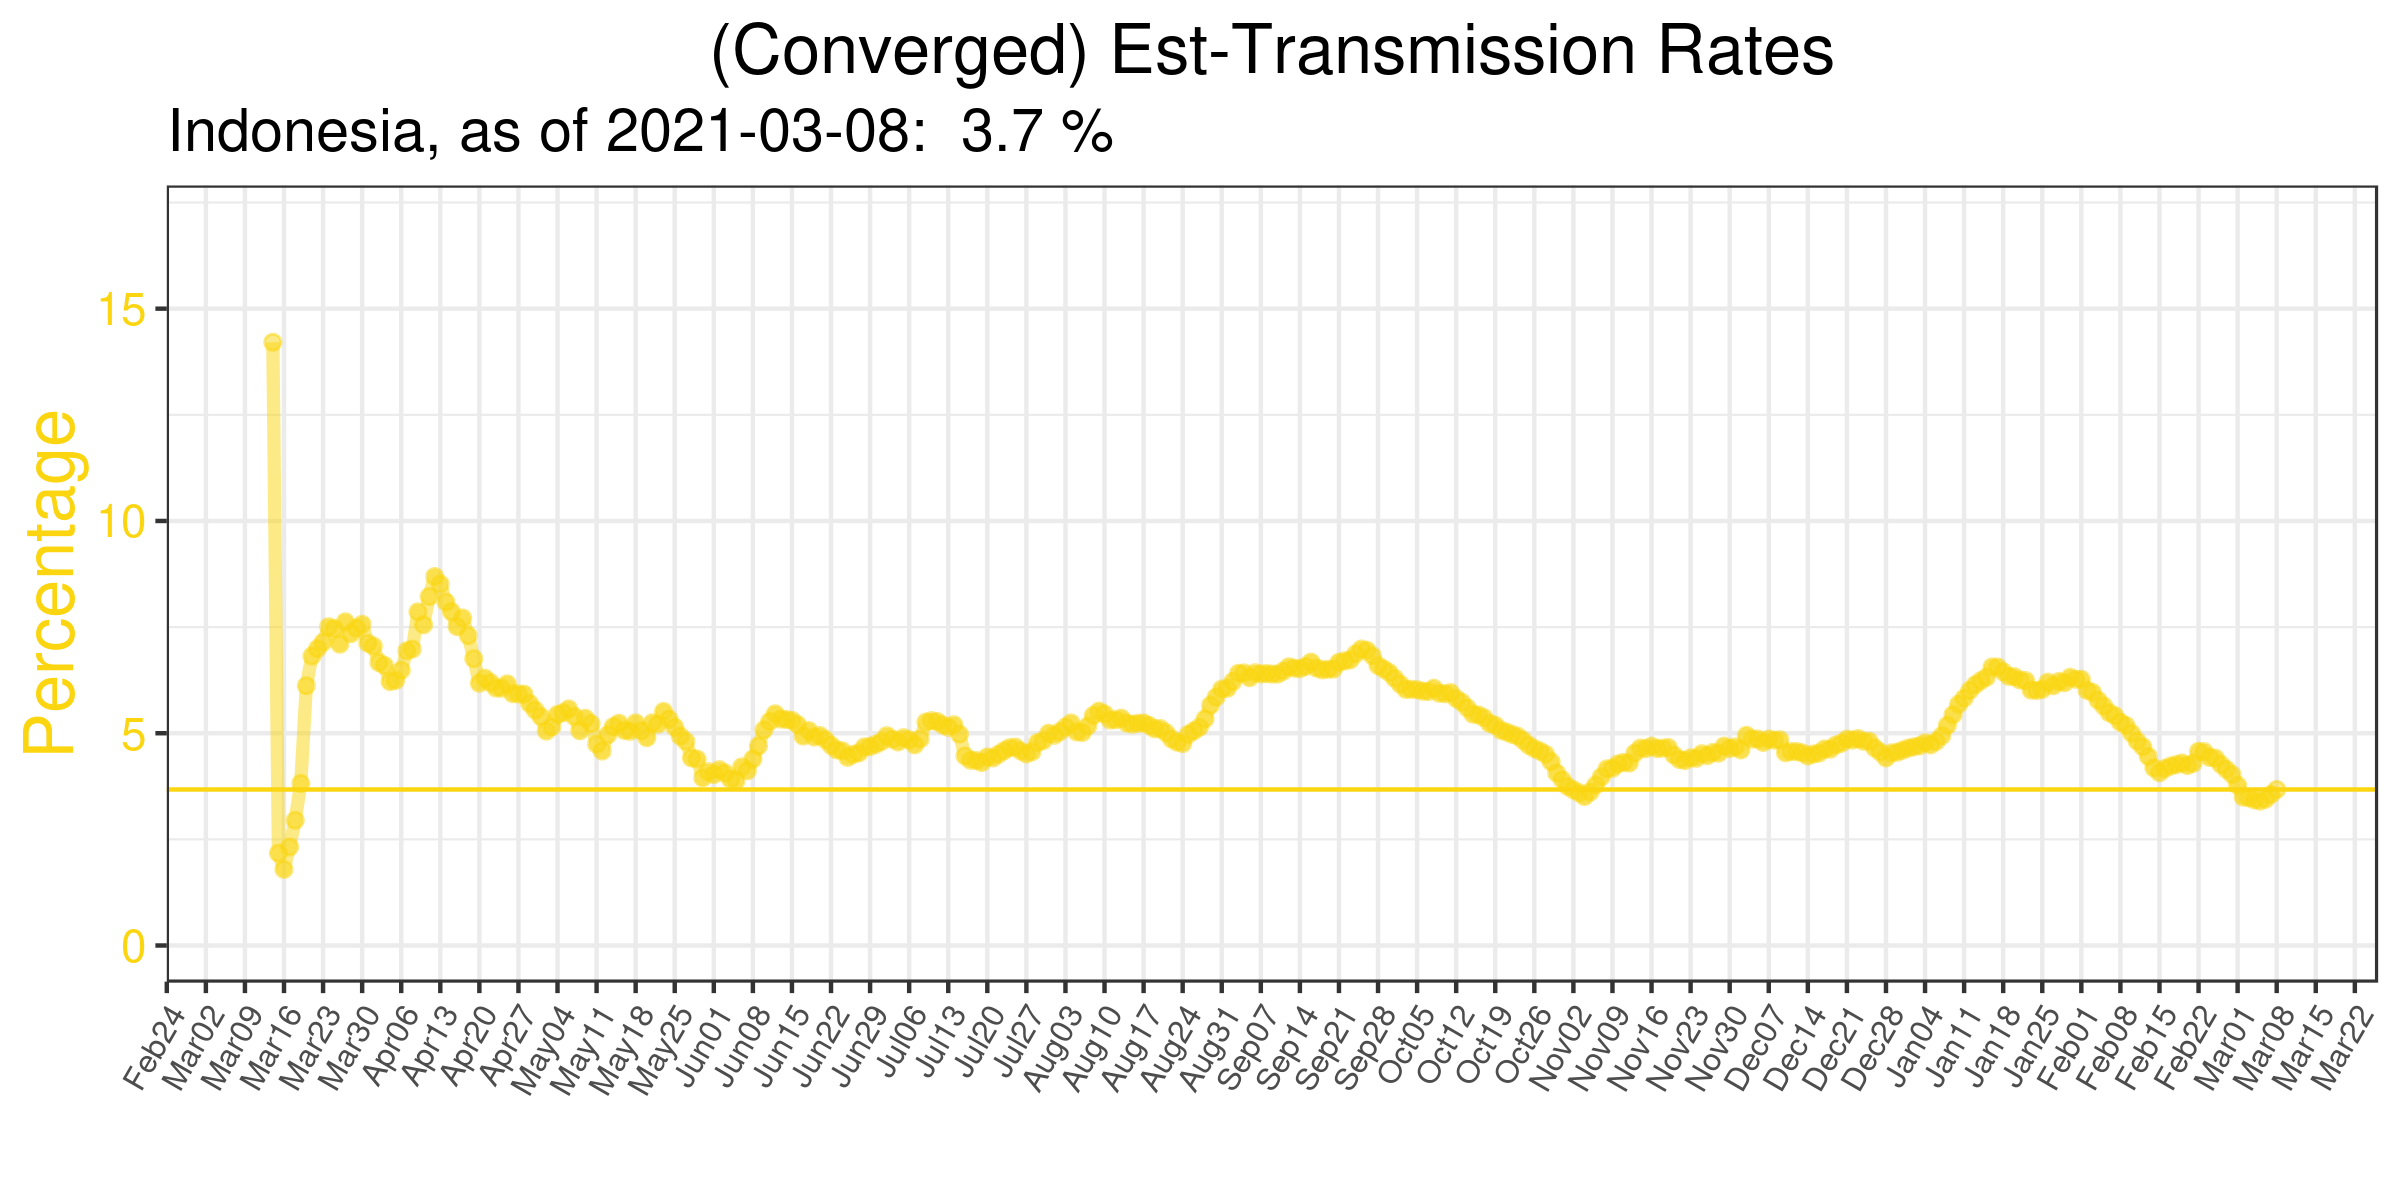 (Converged) Est-Transmission Rates
Indonesia, as of 2021-03-08:  3.7 %
Percentage
15
10
5
0
Feb24
Mar02
Mar09
Mar16
Mar23
Mar30
Apr06
Apr13
Apr20
Apr27
May04
May11
May18
May25
Jun01
Jun08
Jun15
Jun22
Jun29
Jul06
Jul13
Jul20
Jul27
Aug03
Aug10
Aug17
Aug24
Aug31
Sep07
Sep14
Sep21
Sep28
Oct05
Oct12
Oct19
Oct26
Nov02
Nov09
Nov16
Nov23
Nov30
Dec07
Dec14
Dec21
Dec28
Jan04
Jan11
Jan18
Jan25
Feb01
Feb08
Feb15
Feb22
Mar01
Mar08
Mar15
Mar22